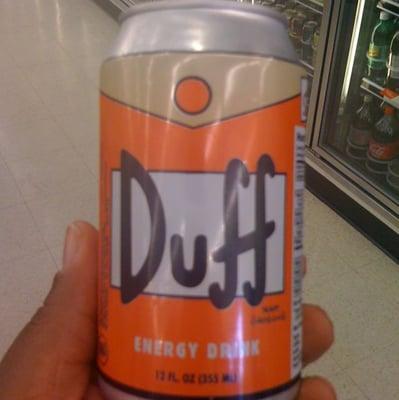 Duff
ENERGY DRINK
12 FL. OZ (355 ML)